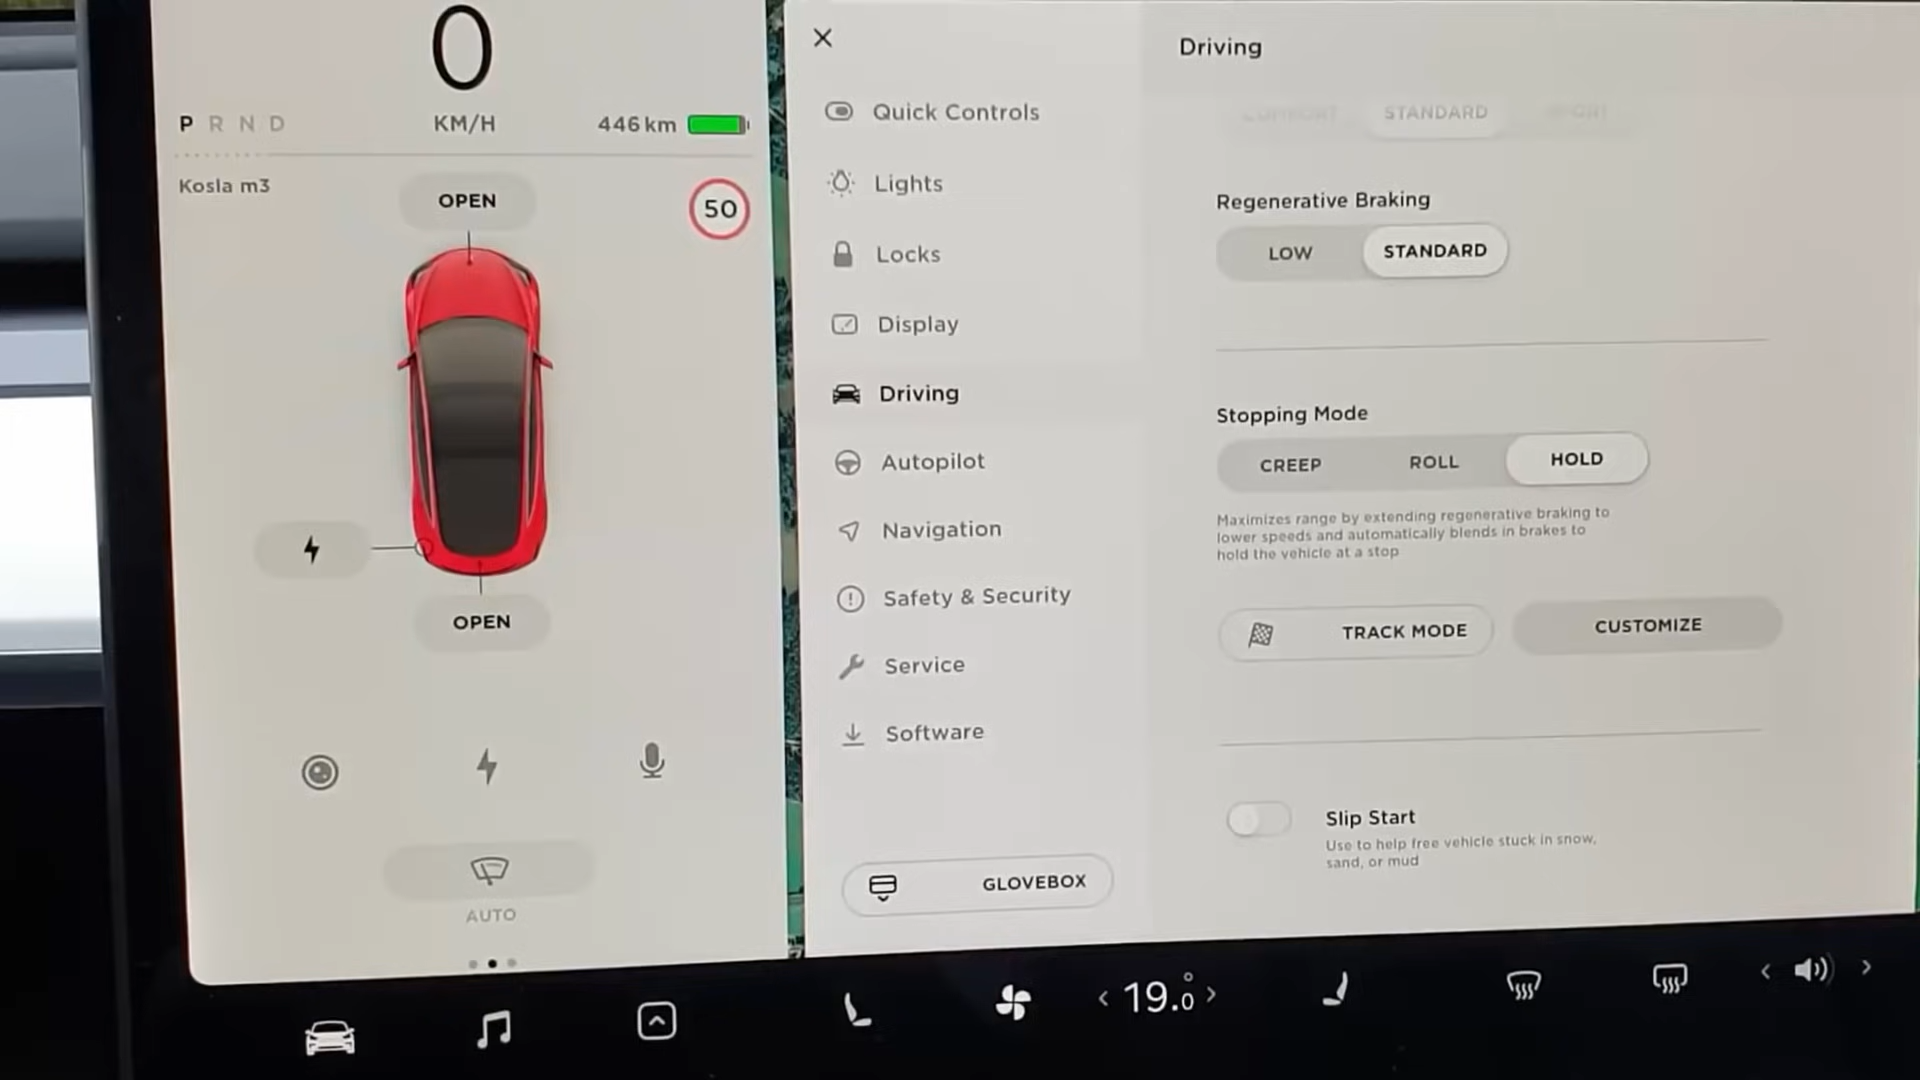 0
KM/H
P R N D
446 km
Kosla m3
OPEN
50
OPEN
AUTO
Quick Controls
Lights
Locks
Display
Driving
Autopilot
Navigation
Safety & Security
Service
Software
GLOVEBOX
Driving
COMFORT STANDARD SPORT
Regenerative Braking
LOW STANDARD
Stopping Mode
CREEP ROLL HOLD
Maximizes range by extending regenerative braking to
lower speeds and automatically blends in brakes to
hold the vehicle at a stop
TRACK MODE CUSTOMIZE
Slip Start
Use to help free vehicle stuck in snow,
sand, or mud
19.0°